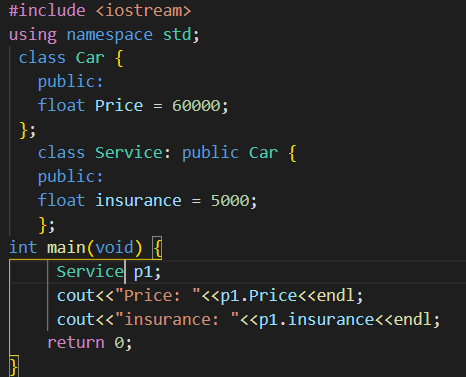 #include <iostream>
using namespace std;
class Car {
public:
float Price = 60000;
};
class Service: public Car {
public:
float insurance = 5000;
};
int main(void) {
Service p1;
cout<<"Price: "<<p1.Price<<endl;
cout<<"insurance: "<<p1.insurance<<endl;
return 0;
}